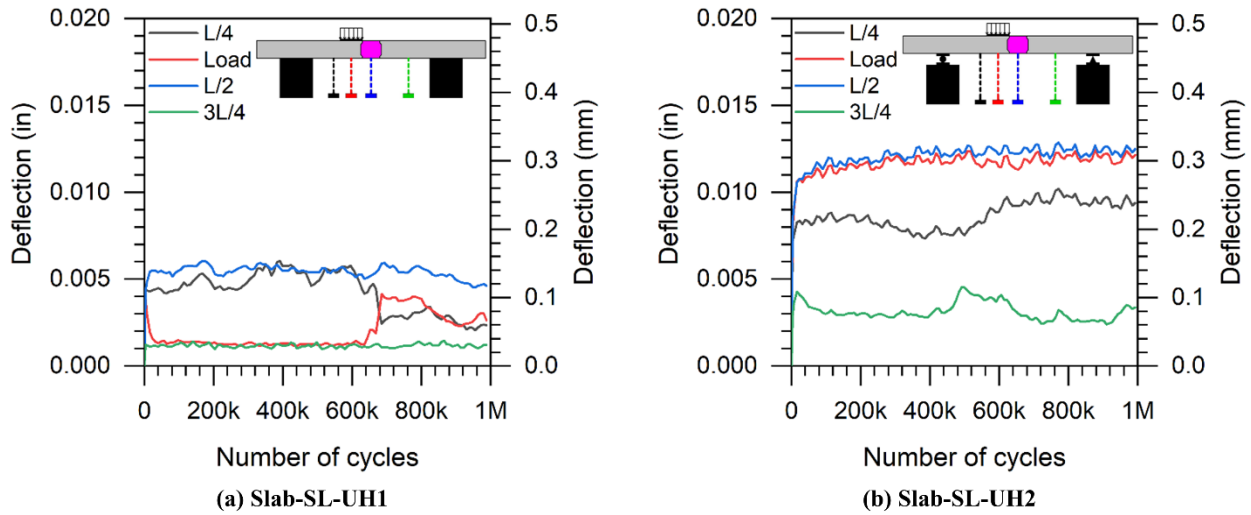 0.020
0.015
0.010
0.005
0.000
Deflection (in)
L/4
Load
L/2
3L/4
0.5
0.4
0.3
0.2
0.1
0.0
Deflection (mm)
0 200k 400k 600k 800k 1M
Number of cycles
(a) Slab-SL-UH1
0.020
0.015
0.010
0.005
0.000
Deflection (in)
L/4
Load
L/2
3L/4
0.5
0.4
0.3
0.2
0.1
0.0
Deflection (mm)
0 200k 400k 600k 800k 1M
Number of cycles
(b) Slab-SL-UH2